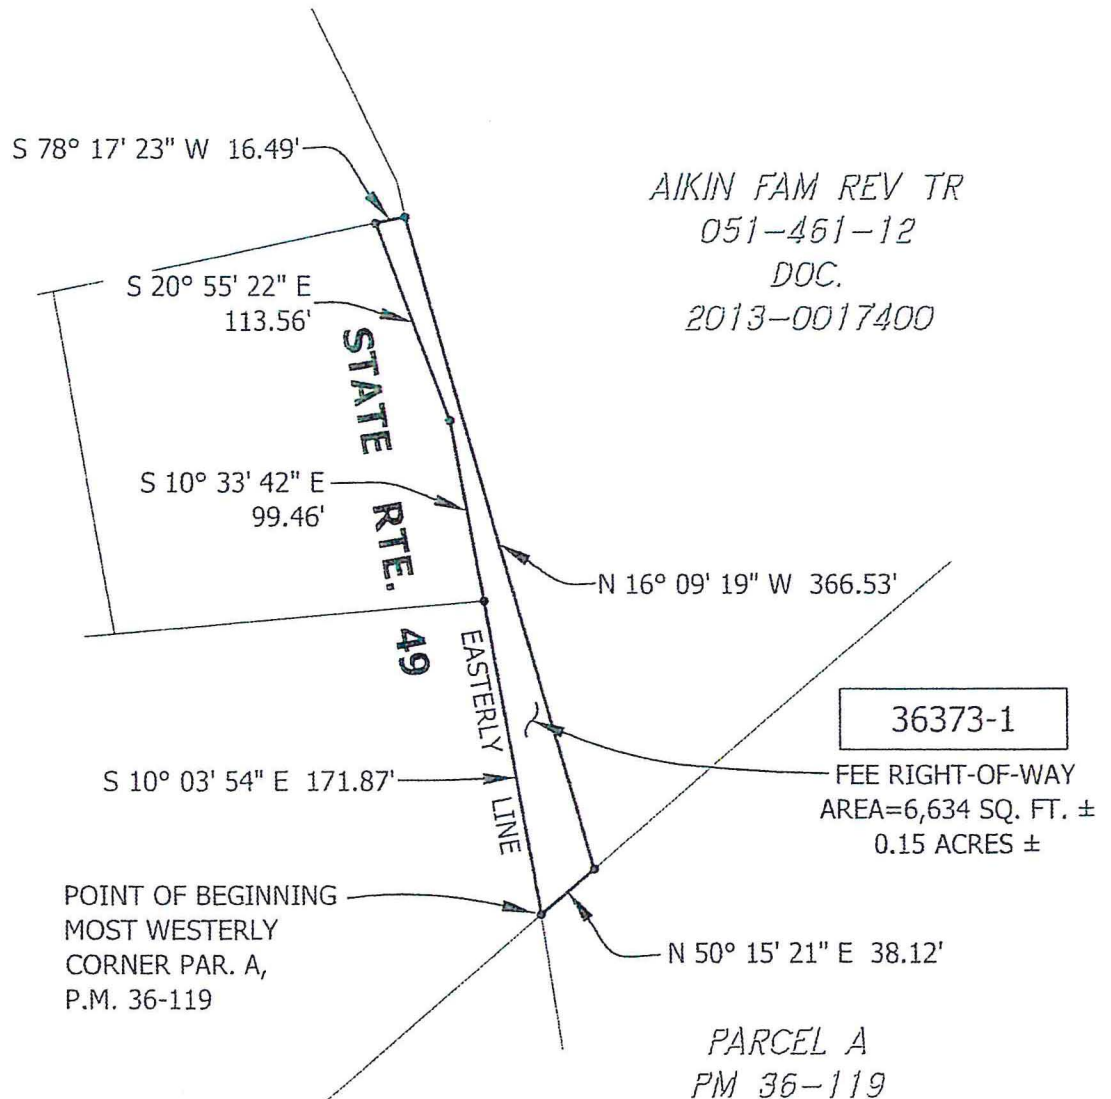 S 78° 17' 23" W 16.49'
AIKIN FAM REV TR
051-461-12
DOC.
2013-0017400
S 20° 55' 22" E
113.56'
STATE RTE. 49
S 10° 33' 42" E
99.46'
N 16° 09' 19" W 366.53'
EASTERLY LINE
36373-1
FEE RIGHT-OF-WAY
AREA=6,634 SQ. FT. ±
0.15 ACRES ±
S 10° 03' 54" E 171.87'
POINT OF BEGINNING
MOST WESTERLY
CORNER PAR. A,
P.M. 36-119
N 50° 15' 21" E 38.12'
PARCEL A
PM 36-119